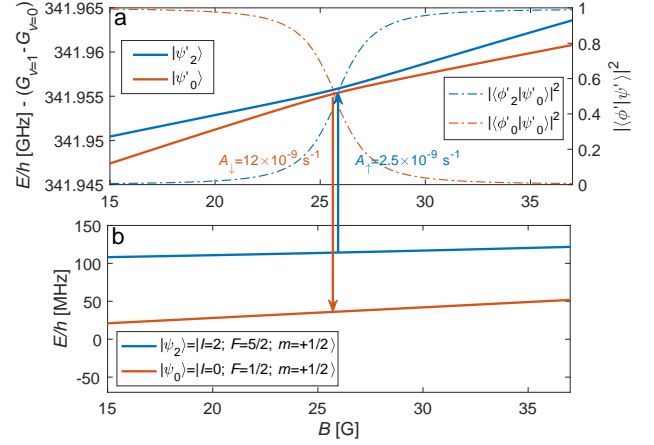 a
E/h [GHz] - (G_{v=1} - G_{v=0})
341.965
341.96
341.955
341.95
341.945
|ψ'_2⟩
|ψ'_0⟩
|⟨ϕ'_2|ψ'_0⟩|^2
|⟨ϕ'_0|ψ'_0⟩|^2
A_↓=12×10^{-9} s^{-1}
A_↑=2.5×10^{-9} s^{-1}
1
0.8
0.6
0.4
0.2
0
|⟨ϕ'|ψ'⟩|^2
15 20 25 30 35
b
E/h [MHz]
150
100
50
0
-50
|ψ_2⟩=|I=2; F=5/2; m=+1/2⟩
|ψ_0⟩=|I=0; F=1/2; m=+1/2⟩
15 20 25 30 35
B [G]